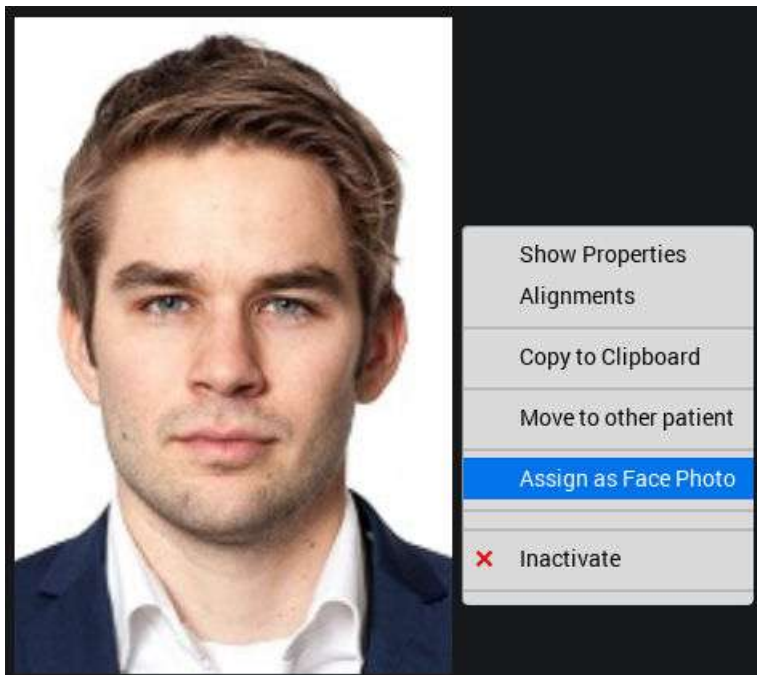 Show Properties
Alignments
Copy to Clipboard
Move to other patient
Assign as Face Photo
Inactivate